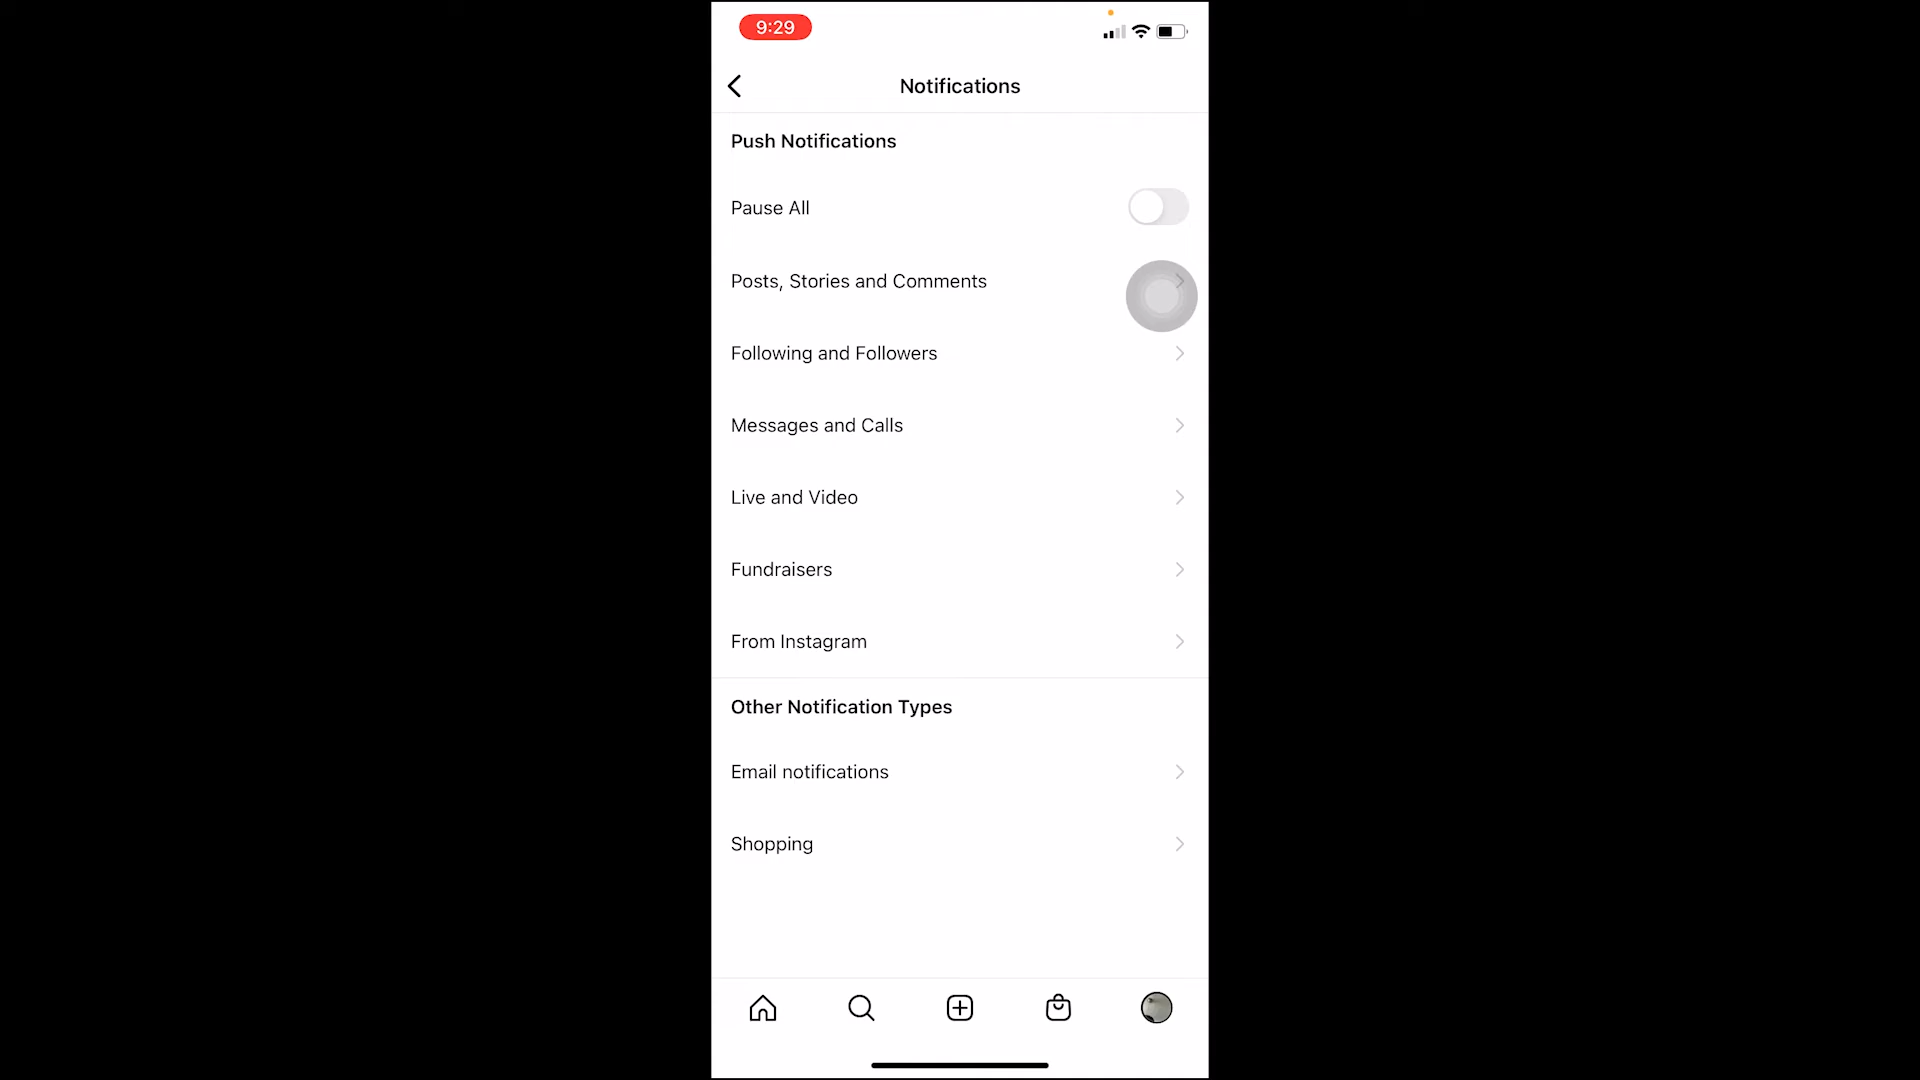 9:29
Notifications
Push Notifications
Pause All
Posts, Stories and Comments
Following and Followers
Messages and Calls
Live and Video
Fundraisers
From Instagram
Other Notification Types
Email notifications
Shopping